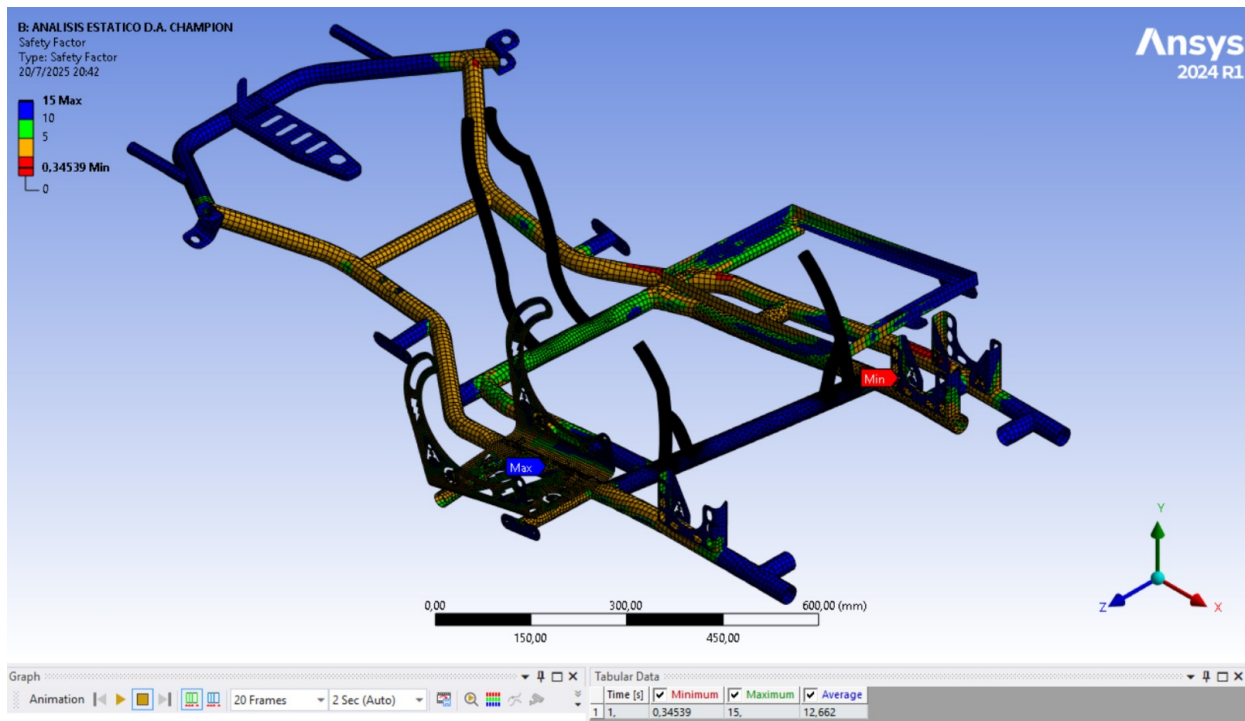 B: ANALISIS ESTATICO D.A. CHAMPION
Safety Factor
Type: Safety Factor
20/7/2025 20:42
15 Max
10
5
0,34539 Min
0
Ansys
2024 R1
Min
Max
Y
Z
X
0,00
300,00
600,00 (mm)
150,00
450,00
Graph
Animation
20 Frames
2 Sec (Auto)
Tabular Data
Time [s] Minimum Maximum Average
1 1, 0,34539 15, 12,662